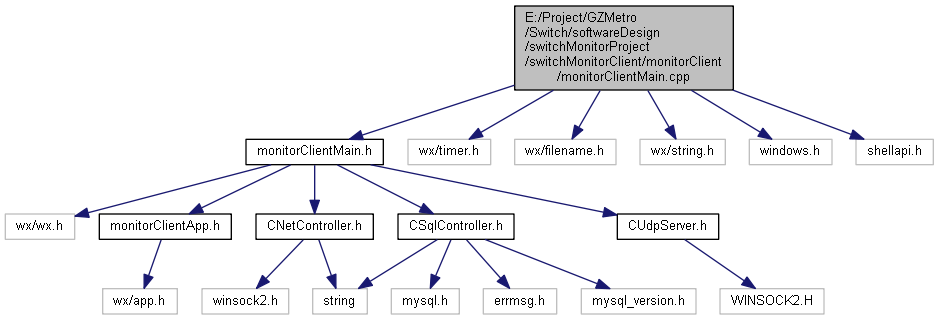 E:/Project/GZMetro
/Switch/softwareDesign
/switchMonitorProject
/switchMonitorClient/monitorClient
/monitorClientMain.cpp
monitorClientMain.h
wx/timer.h
wx/filename.h
wx/string.h
windows.h
shellapi.h
wx/wx.h
monitorClientApp.h
CNetController.h
CSqlController.h
CUdpServer.h
wx/app.h
winsock2.h
string
mysql.h
errmsg.h
mysql_version.h
WINSOCK2.H